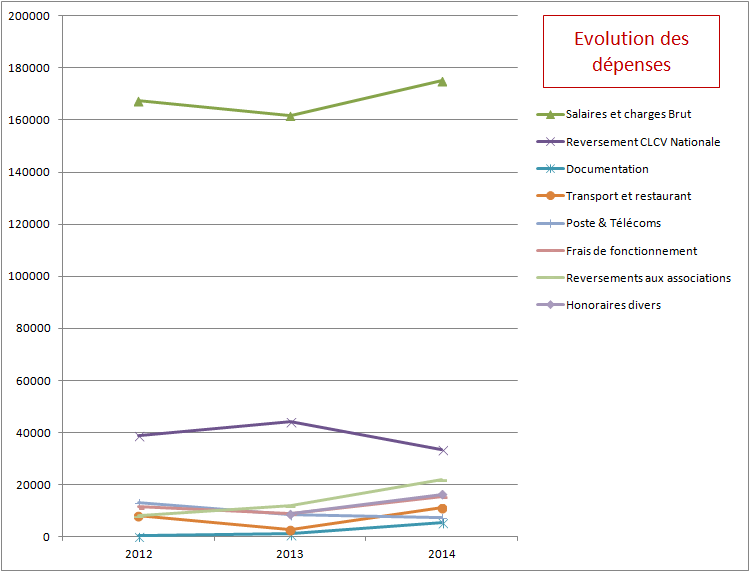 200000
180000
160000
140000
120000
100000
80000
60000
40000
20000
0
2012 2013 2014
Evolution des
dépenses
Salaires et charges Brut
Reversement CLCV Nationale
Documentation
Transport et restaurant
Poste & Télécoms
Frais de fonctionnement
Reversements aux associations
Honoraires divers